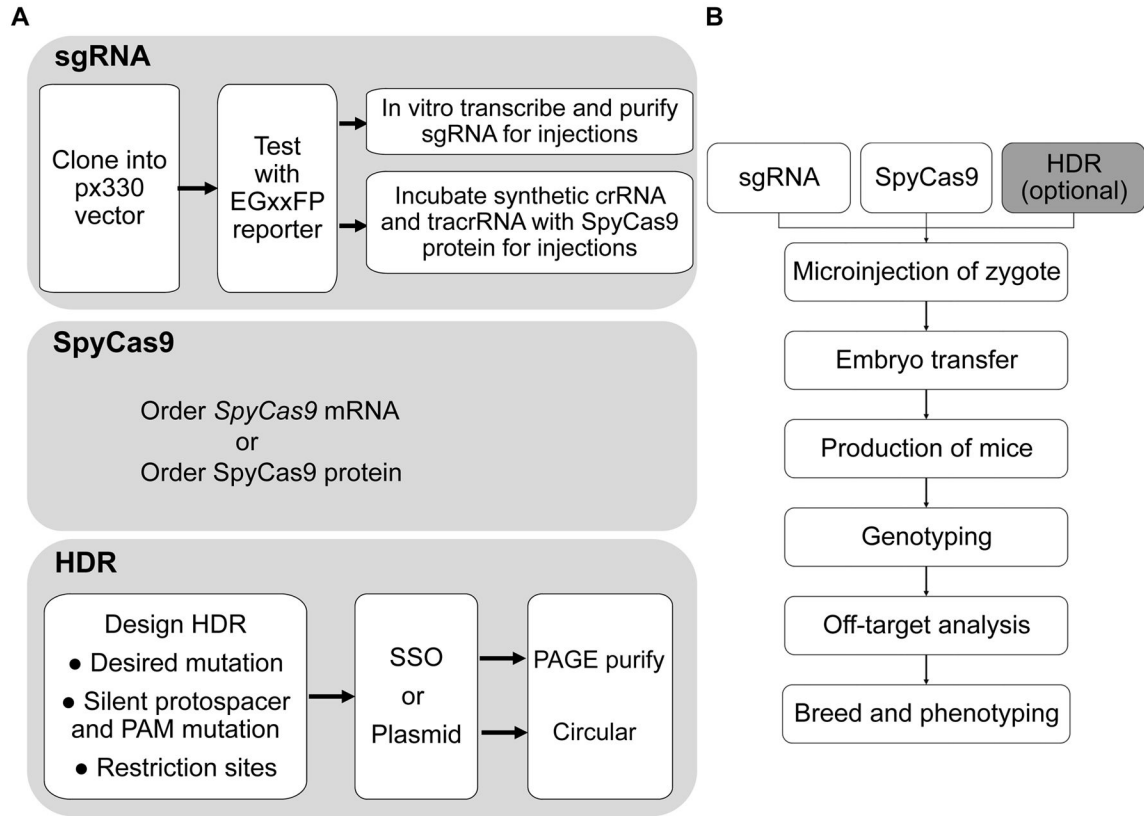 A
sgRNA
Clone into
px330
vector
Test
with
EGxxFP
reporter
In vitro transcribe and purify
sgRNA for injections
Incubate synthetic crRNA
and tracrRNA with SpyCas9
protein for injections
SpyCas9
Order SpyCas9 mRNA
or
Order SpyCas9 protein
HDR
Design HDR
● Desired mutation
● Silent protospacer
and PAM mutation
● Restriction sites
SSO
or
Plasmid
PAGE purify
Circular
B
sgRNA
SpyCas9
HDR
(optional)
Microinjection of zygote
Embryo transfer
Production of mice
Genotyping
Off-target analysis
Breed and phenotyping